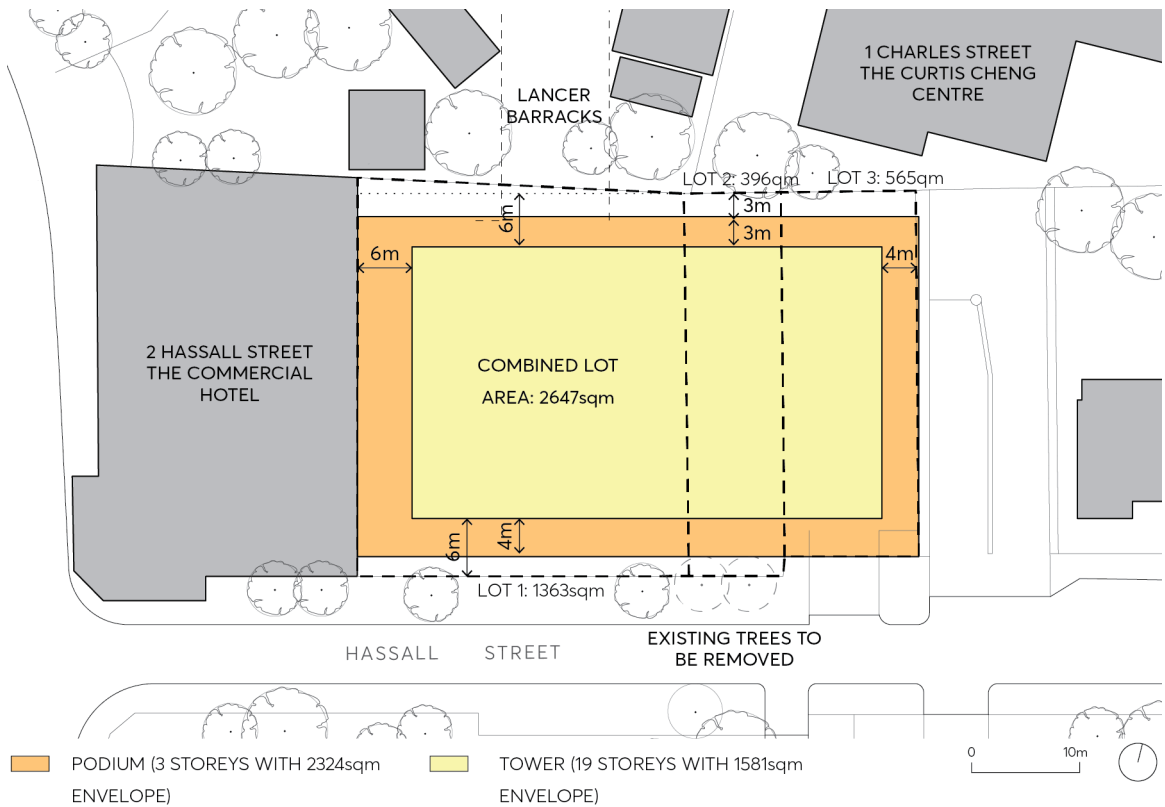 1 CHARLES STREET
THE CURTIS CHENG
CENTRE
LANCER
BARRACKS
LOT 2: 396qm
LOT 3: 565qm
3m
6m
3m
6m
4m
2 HASSALL STREET
THE COMMERCIAL
HOTEL
COMBINED LOT
AREA: 2647sqm
6m
4m
LOT 1: 1363sqm
EXISTING TREES TO
BE REMOVED
HASSALL STREET
0 10m
PODIUM (3 STOREYS WITH 2324sqm
ENVELOPE)
TOWER (19 STOREYS WITH 1581sqm
ENVELOPE)